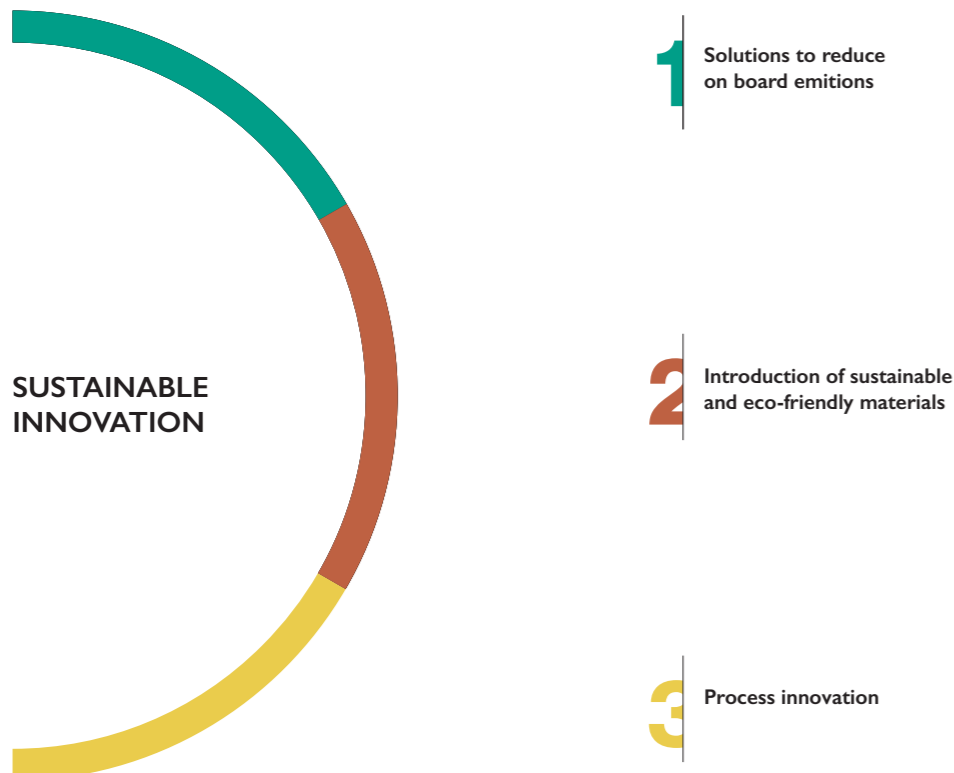 SUSTAINABLE
INNOVATION
1
Solutions to reduce
on board emitions
2
Introduction of sustainable
and eco-friendly materials
3
Process innovation